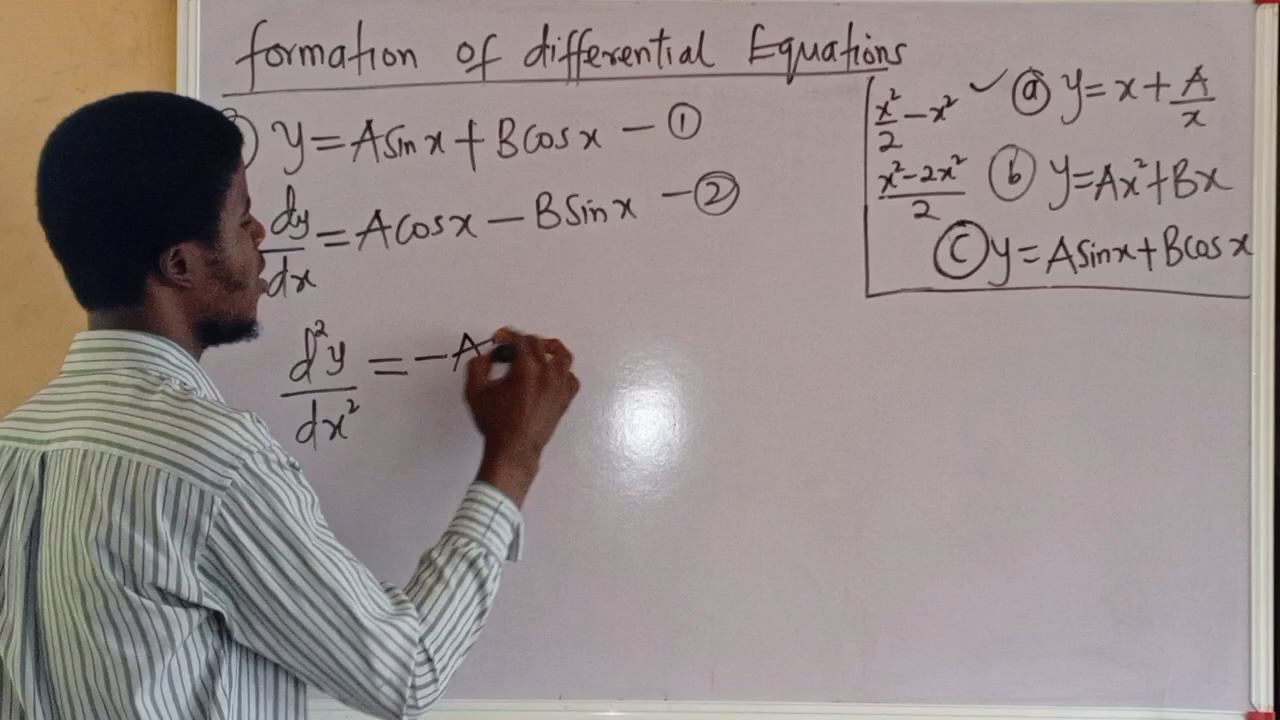 formation of differential Equations
y = A sin x + B cos x — ①
dy/dx = A cos x — B sin x — ②
d²y/dx² = — A
x²/2 — x² ✓ ⓐ y = x + A/x
x² — 2x²/2 ⓑ y = Ax² + Bx
ⓒ y = A sin x + B cos x